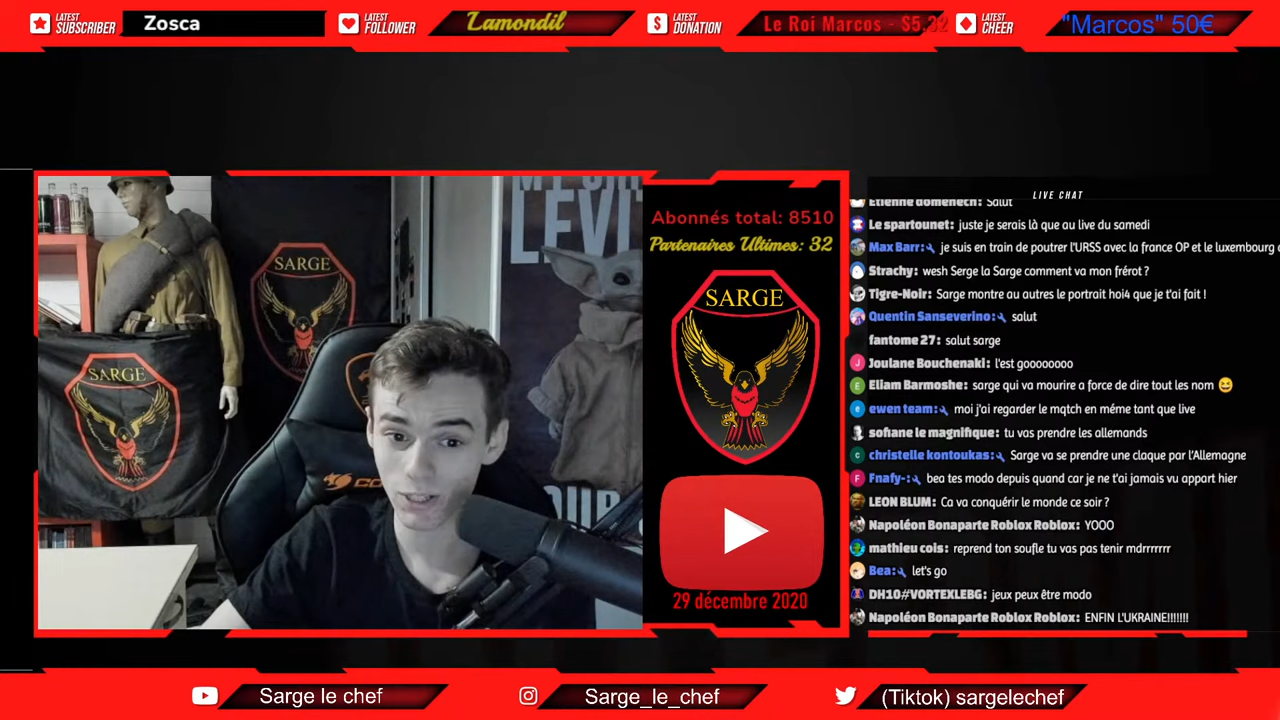 LATEST
SUBSCRIBER
Zosca
LATEST
FOLLOWER
Lamondil
LATEST
DONATION
Le Roi Marcos - $5.32
LATEST
CHEER
"Marcos" 50€
SARGE
SARGE
Abonnés total: 8510
Partenaires Ultimes: 32
SARGE
29 décembre 2020
LIVE CHAT
Etienne domenech: Salut
Le spartounet: juste je serais là que au live du samedi
Max Barr: je suis en train de poutrer l'URSS avec la france OP et le luxembourg
Strachy: wesh Serge la Sarge comment va mon frérot ?
Tigre-Noir: Sarge montre au autres le portrait hoi4 que je t'ai fait !
Quentin Sanseverino: salut
fantome 27: salut sarge
Joulane Bouchenaki: l'est goooooooo
Eliam Barmoshe: sarge qui va mourire a force de dire tout les nom 😆
ewen team: moi j'ai regarder le mqtch en méme tant que live
sofiane le magnifique: tu vas prendre les allemands
christelle kontoukas: Sarge va se prendre une claque par l'Allemagne
Fnafy-: bea tes modo depuis quand car je ne t'ai jamais vu appart hier
LEON BLUM: Ca va conquérir le monde ce soir ?
Napoléon Bonaparte Roblox Roblox: YOOO
mathieu cois: reprend ton soufle tu vas pas tenir mdrrrrrr
Bea: let's go
DH10#VORTEXLEBG: jeux peux être modo
Napoléon Bonaparte Roblox Roblox: ENFIN L'UKRAINE!!!!!!!
Sarge le chef
Sarge_le_chef
(Tiktok) sargelechef